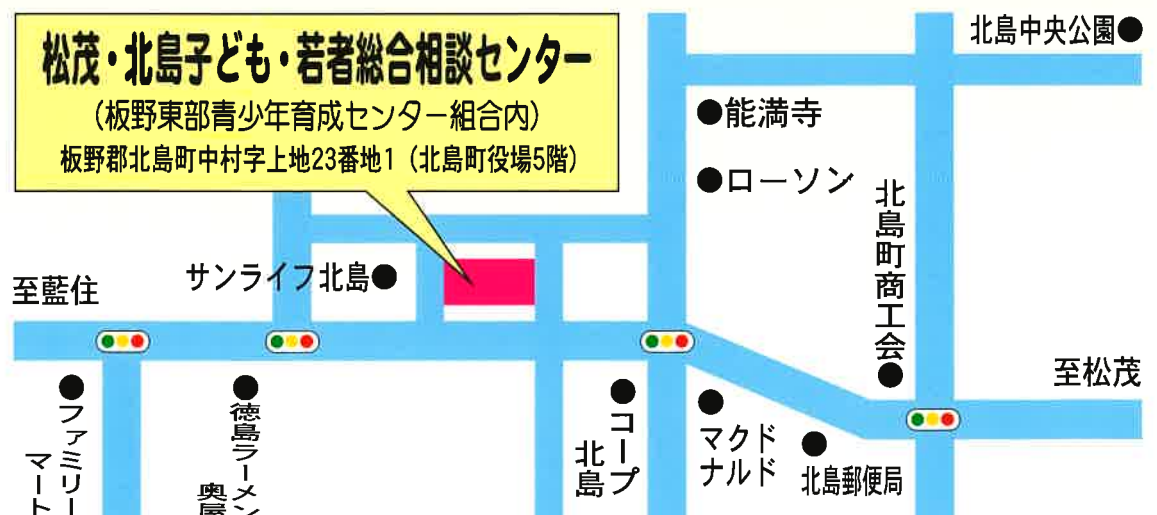 松茂・北島子ども・若者総合相談センター
(板野東部青少年育成センター組合内)
板野郡北島町中村字上地23番地1(北島町役場5階)
北島中央公園
能満寺
ローソン
北島町商工会
サンライフ北島
至藍住
至松茂
ファミリー
マート
徳島ラーメン
奥屋
コープ
北島
マクド
ナルド
北島郵便局